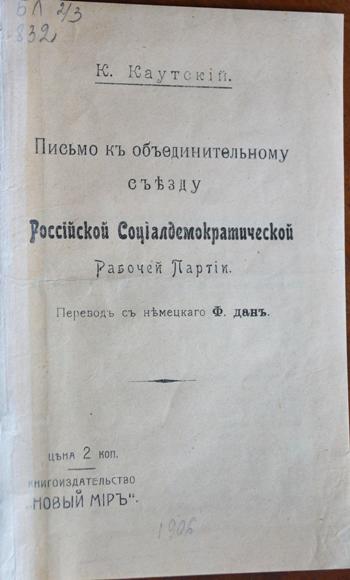 БЛ 2/3
832
К. Каутскій.
Письмо къ объединительному
съѣзду
Россійской Соціалдемократической
Рабочей Партіи.
Переводъ съ нѣмецкаго Ф. Данъ.
ЦѢНА 2 КОП.
КНИГОИЗДАТЕЛЬСТВО
„НОВЫЙ МІРЪ“.
1906